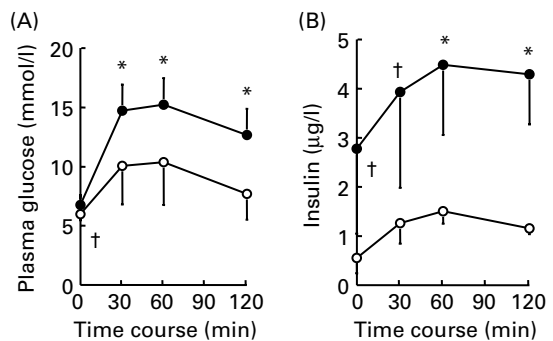 (A)
Plasma glucose (mmol/l)
20
15
10
5
0
* * *
†
0 30 60 90 120
Time course (min)
(B)
Insulin (μg/l)
5
4
3
2
1
0
† * *
†
0 30 60 90 120
Time course (min)